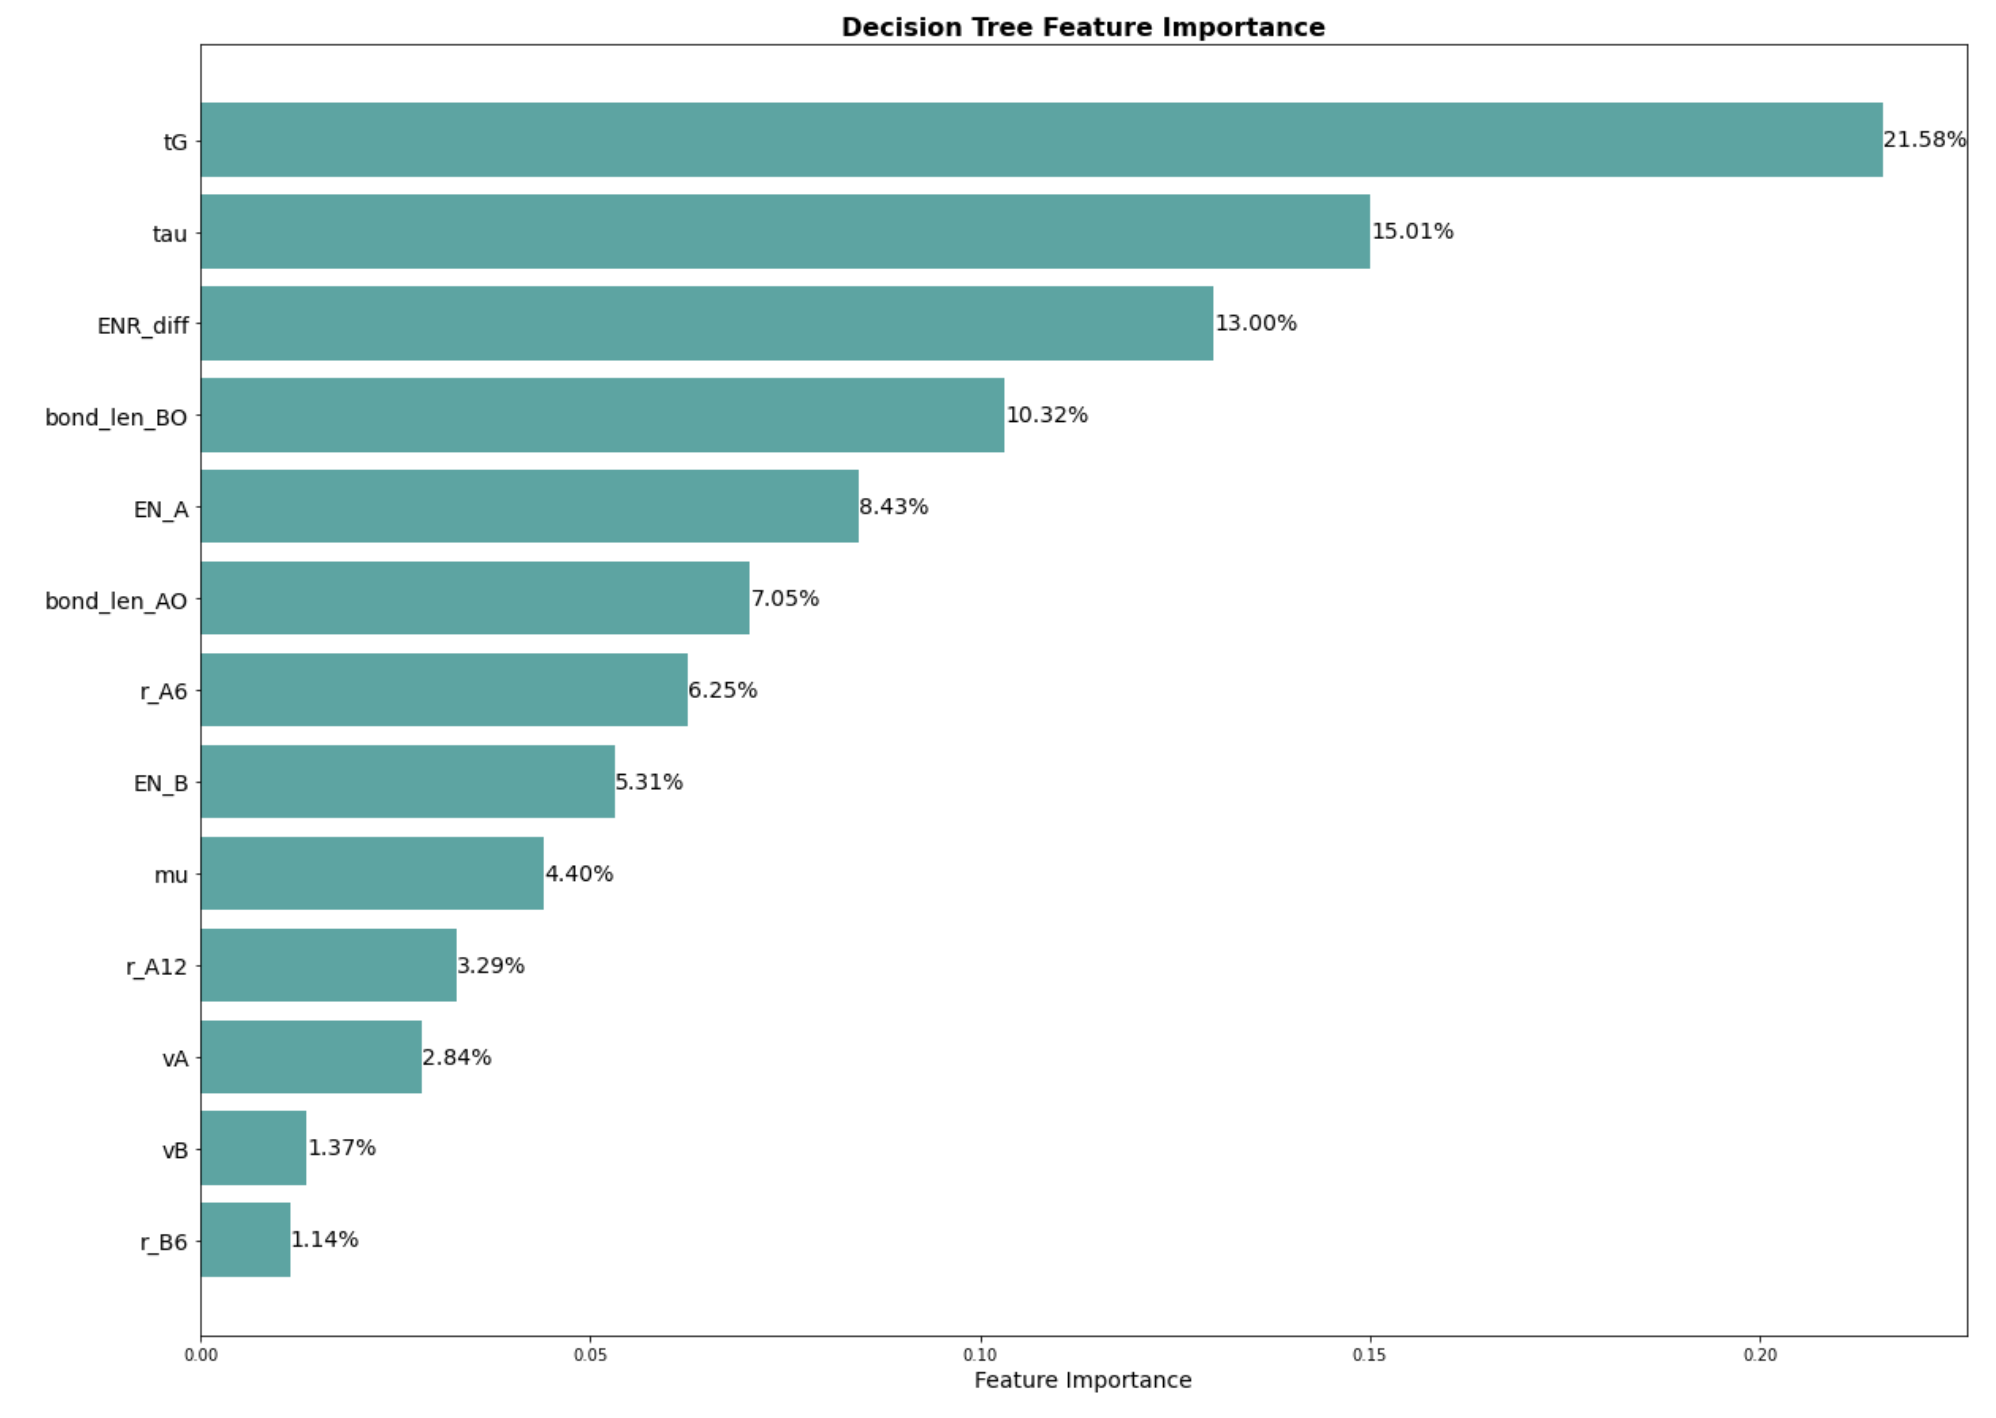 Decision Tree Feature Importance
tG
21.58%
tau
15.01%
ENR_diff
13.00%
bond_len_BO
10.32%
EN_A
8.43%
bond_len_AO
7.05%
r_A6
6.25%
EN_B
5.31%
mu
4.40%
r_A12
3.29%
vA
2.84%
vB
1.37%
r_B6
1.14%
0.00 0.05 0.10 0.15 0.20
Feature Importance